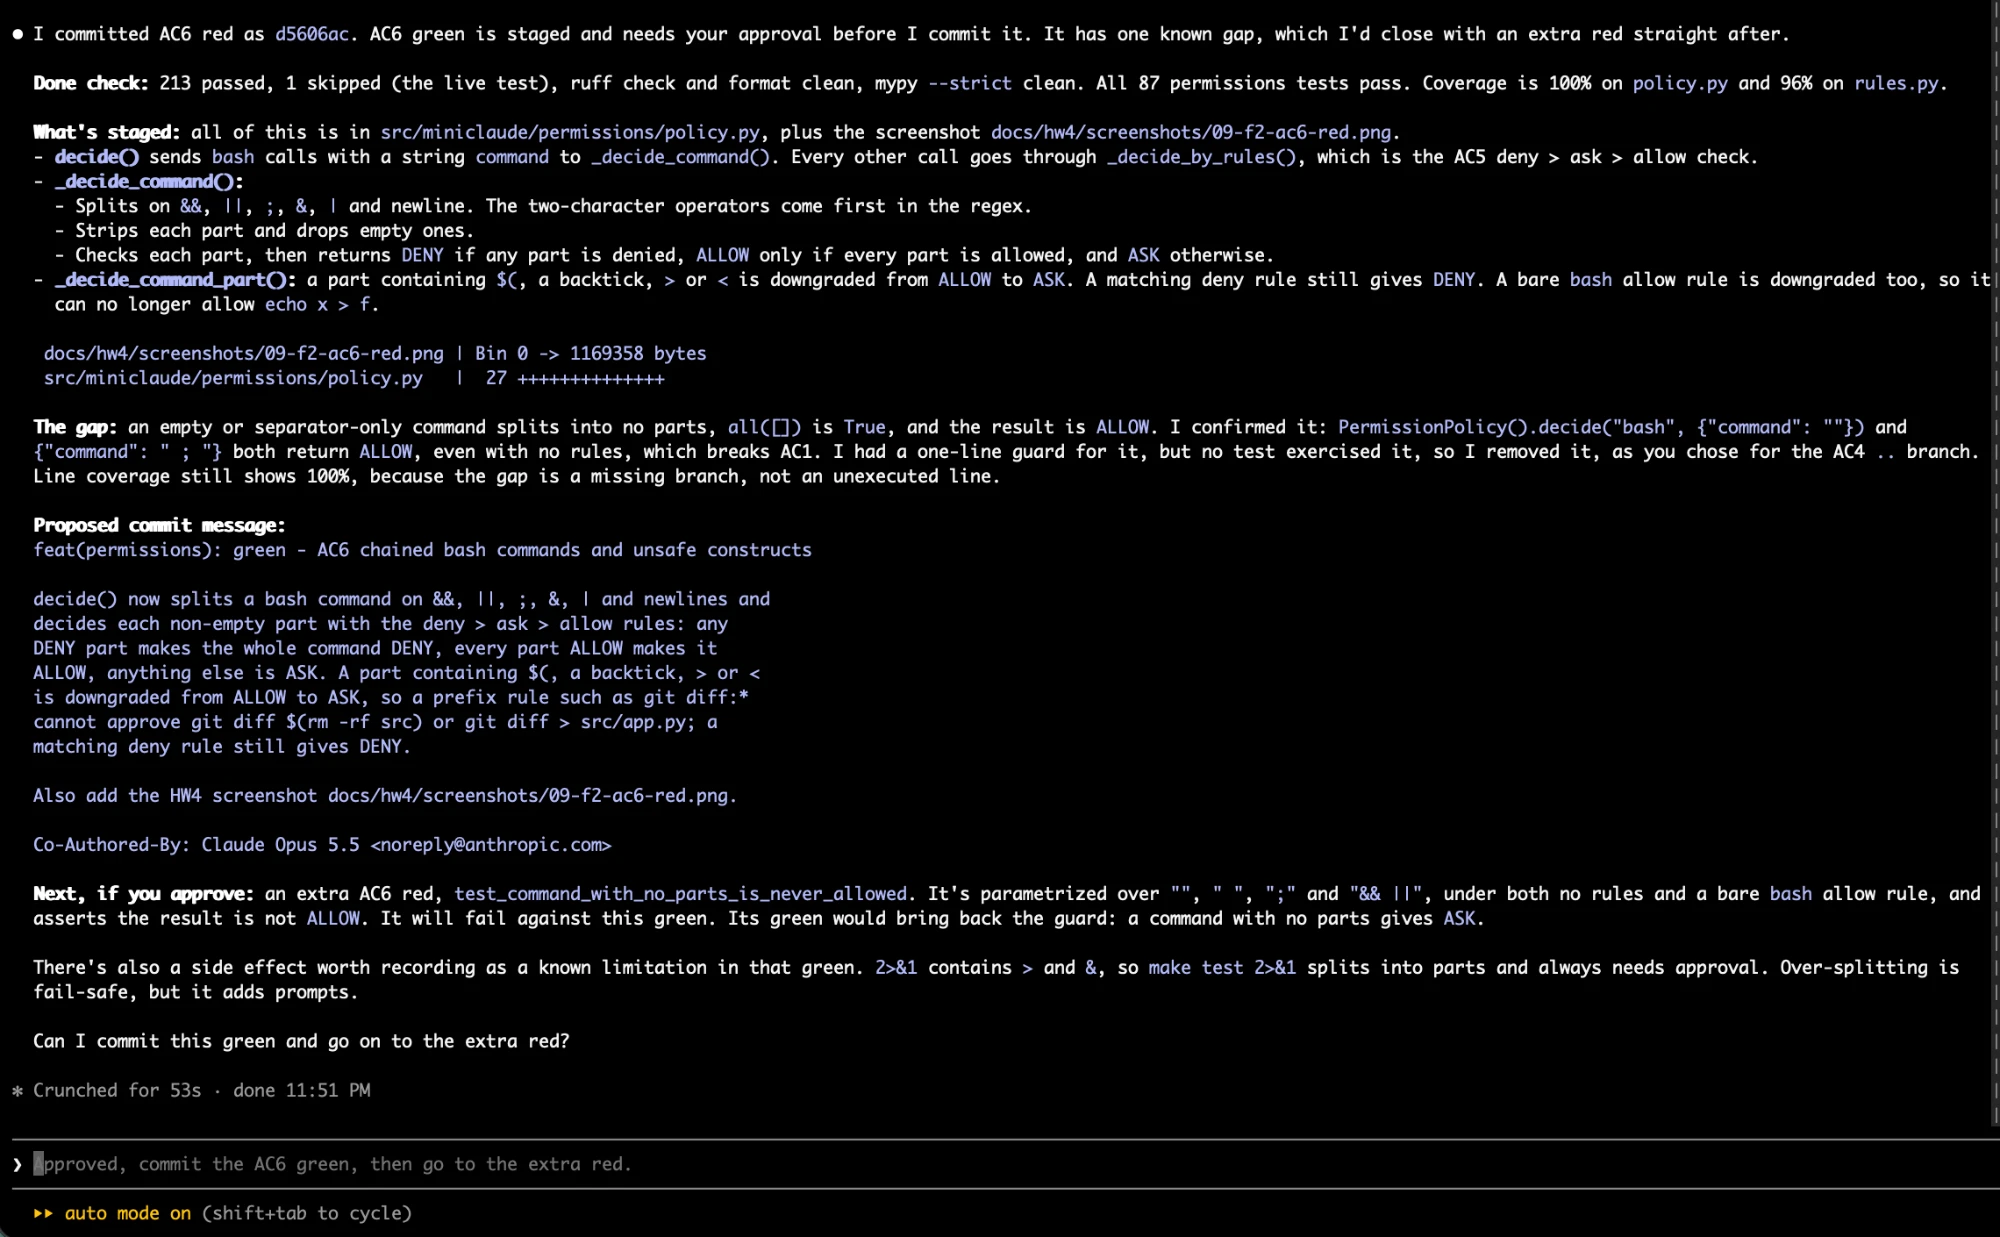 ● I committed AC6 red as d5606ac. AC6 green is staged and needs your approval before I commit it. It has one known gap, which I'd close with an extra red straight after.
Done check: 213 passed, 1 skipped (the live test), ruff check and format clean, mypy --strict clean. All 87 permissions tests pass. Coverage is 100% on policy.py and 96% on rules.py.
What's staged: all of this is in src/miniclaude/permissions/policy.py, plus the screenshot docs/hw4/screenshots/09-f2-ac6-red.png.
- decide() sends bash calls with a string command to _decide_command(). Every other call goes through _decide_by_rules(), which is the AC5 deny > ask > allow check.
- _decide_command():
- Splits on &&, ||, ;, &, | and newline. The two-character operators come first in the regex.
- Strips each part and drops empty ones.
- Checks each part, then returns DENY if any part is denied, ALLOW only if every part is allowed, and ASK otherwise.
- _decide_command_part(): a part containing $(, a backtick, > or < is downgraded from ALLOW to ASK. A matching deny rule still gives DENY. A bare bash allow rule is downgraded too, so it
can no longer allow echo x > f.
docs/hw4/screenshots/09-f2-ac6-red.png | Bin 0 -> 1169358 bytes
src/miniclaude/permissions/policy.py | 27 ++++++++++++++
The gap: an empty or separator-only command splits into no parts, all([]) is True, and the result is ALLOW. I confirmed it: PermissionPolicy().decide("bash", {"command": ""}) and
{"command": " ; "} both return ALLOW, even with no rules, which breaks AC1. I had a one-line guard for it, but no test exercised it, so I removed it, as you chose for the AC4 .. branch.
Line coverage still shows 100%, because the gap is a missing branch, not an unexecuted line.
Proposed commit message:
feat(permissions): green - AC6 chained bash commands and unsafe constructs
decide() now splits a bash command on &&, ||, ;, &, | and newlines and
decides each non-empty part with the deny > ask > allow rules: any
DENY part makes the whole command DENY, every part ALLOW makes it
ALLOW, anything else is ASK. A part containing $(, a backtick, > or <
is downgraded from ALLOW to ASK, so a prefix rule such as git diff:*
cannot approve git diff $(rm -rf src) or git diff > src/app.py; a
matching deny rule still gives DENY.
Also add the HW4 screenshot docs/hw4/screenshots/09-f2-ac6-red.png.
Co-Authored-By: Claude Opus 5.5 <noreply@anthropic.com>
Next, if you approve: an extra AC6 red, test_command_with_no_parts_is_never_allowed. It's parametrized over "", " ", ";" and "&& ||", under both no rules and a bare bash allow rule, and
asserts the result is not ALLOW. It will fail against this green. Its green would bring back the guard: a command with no parts gives ASK.
There's also a side effect worth recording as a known limitation in that green. 2>&1 contains > and &, so make test 2>&1 splits into parts and always needs approval. Over-splitting is
fail-safe, but it adds prompts.
Can I commit this green and go on to the extra red?
✻ Crunched for 53s · done 11:51 PM
❯ Approved, commit the AC6 green, then go to the extra red.
⏵⏵ auto mode on (shift+tab to cycle)